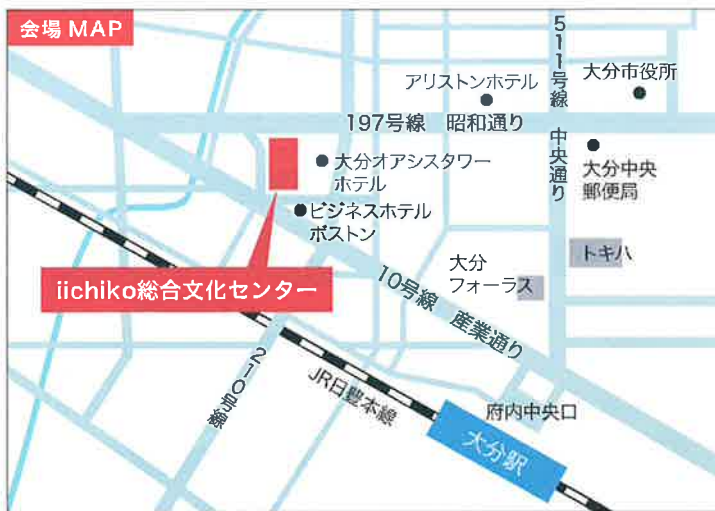 会場 MAP
511号線 中央通り
大分市役所
アリストンホテル
197号線 昭和通り
大分オアシスタワー
ホテル
大分中央
郵便局
ビジネスホテル
ボストン
トキハ
大分
フォーラス
iichiko総合文化センター
10号線 産業通り
210号線
JR日豊本線
府内中央口
大分駅